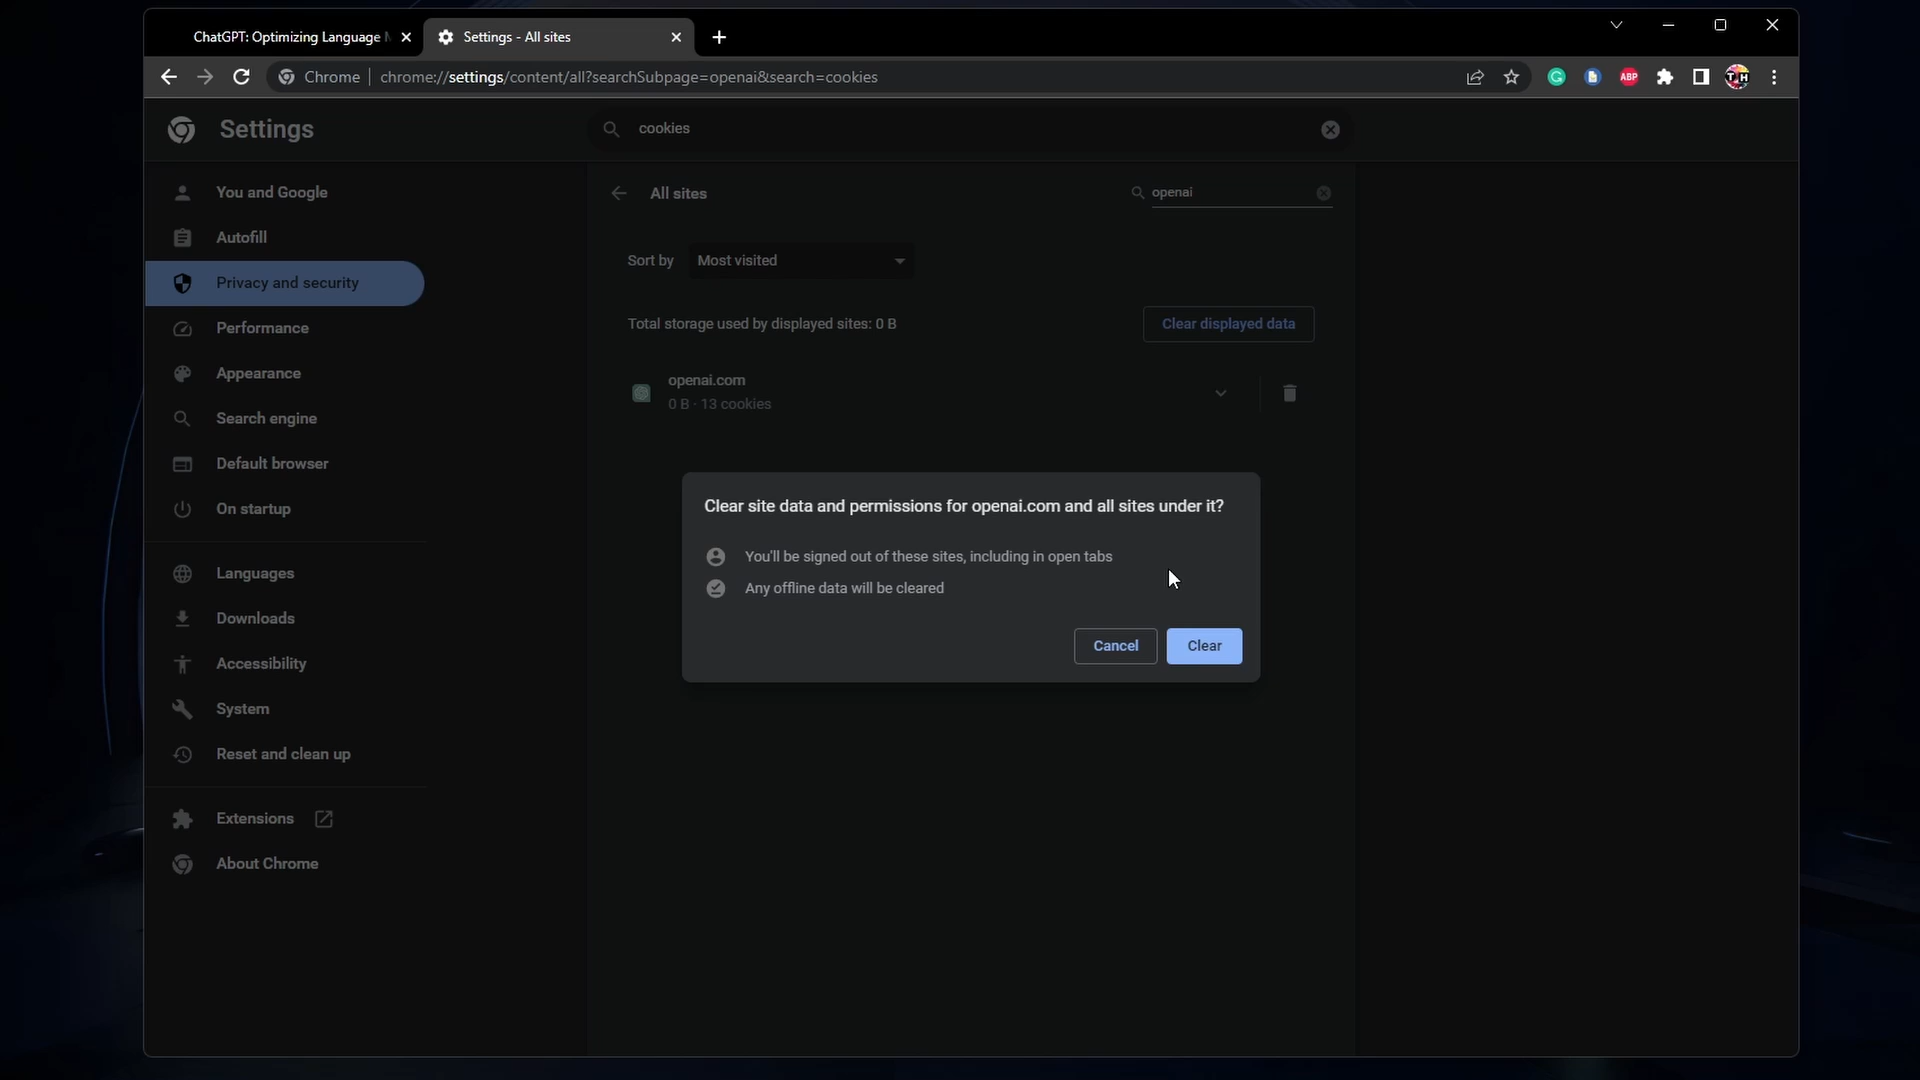 ChatGPT: Optimizing Language
Settings - All sites
Chrome
chrome://settings/content/all?searchSubpage=openai&search=cookies
ABP
T H
Settings
cookies
You and Google
Autofill
Privacy and security
Performance
Appearance
Search engine
Default browser
On startup
Languages
Downloads
Accessibility
System
Reset and clean up
Extensions
About Chrome
All sites
openai
Sort by
Most visited
Total storage used by displayed sites: 0 B
Clear displayed data
openai.com
0 B · 13 cookies
Clear site data and permissions for openai.com and all sites under it?
You'll be signed out of these sites, including in open tabs
Any offline data will be cleared
Cancel
Clear